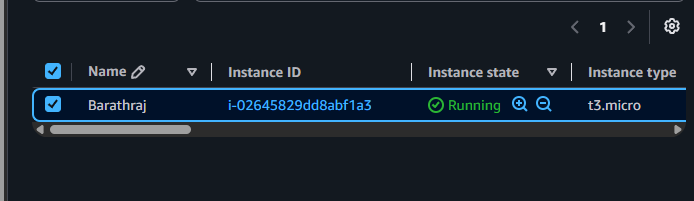 1
Name Instance ID Instance state Instance type
Barathraj i-02645829dd8abf1a3 Running t3.micro